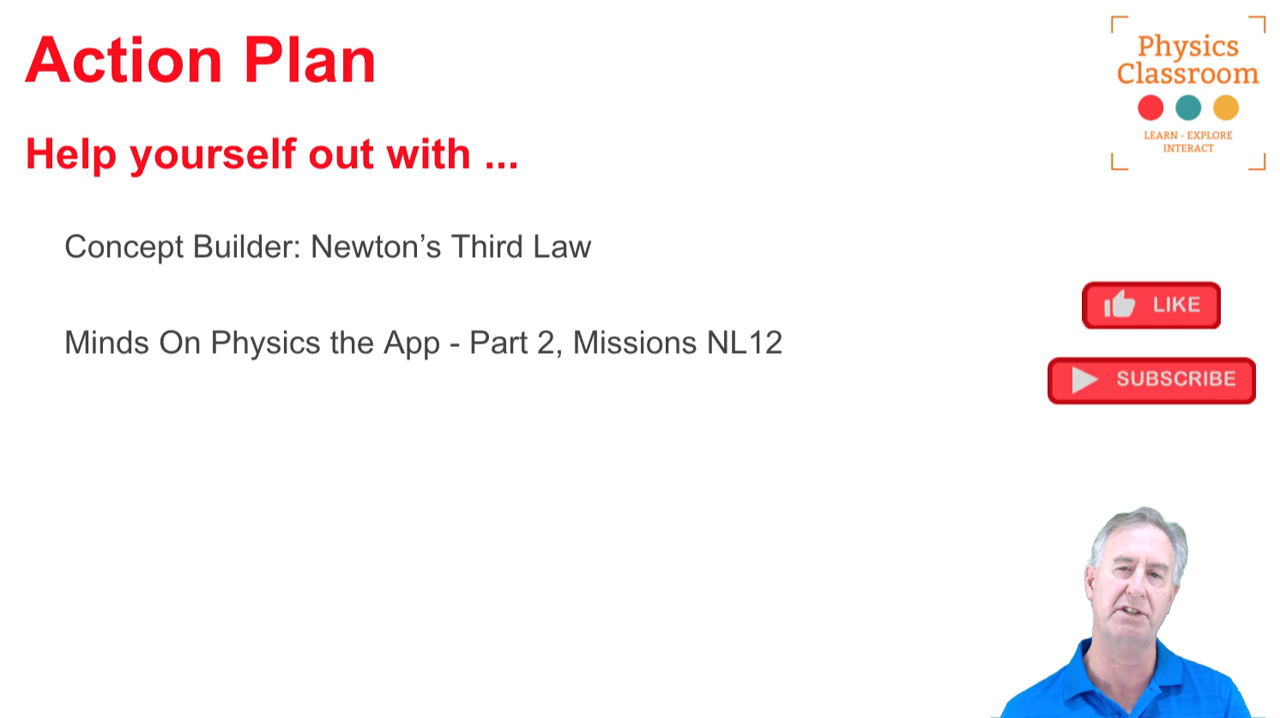 Action Plan
Help yourself out with ...
Concept Builder: Newton’s Third Law
Minds On Physics the App - Part 2, Missions NL12
Physics
Classroom
LEARN - EXPLORE
INTERACT
LIKE
SUBSCRIBE